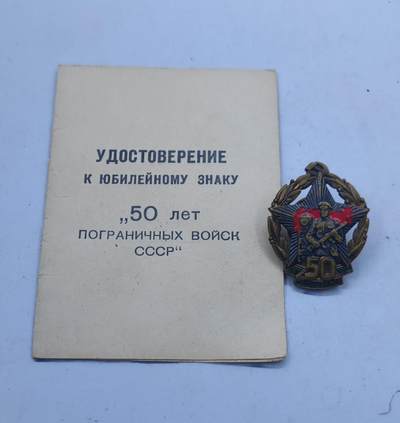 УДОСТОВЕРЕНИЕ
К ЮБИЛЕЙНОМУ ЗНАКУ
„50 лет
ПОГРАНИЧНЫХ ВОЙСК
СССР"
50